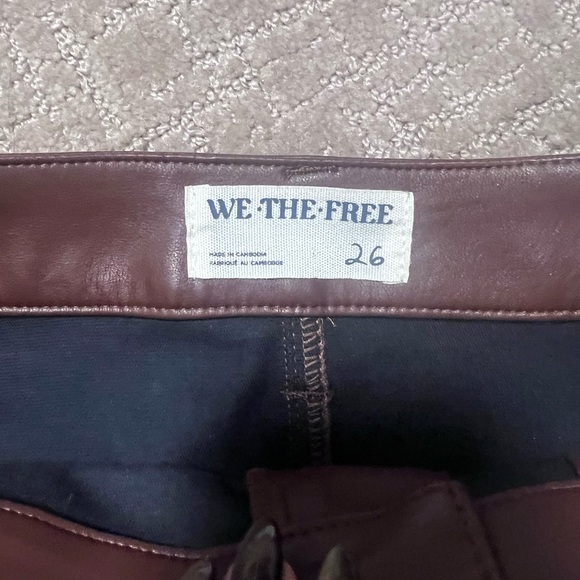 WE·THE·FREE
MADE IN CAMBODIA
FABRIQUÉ AU CAMBODGE
26